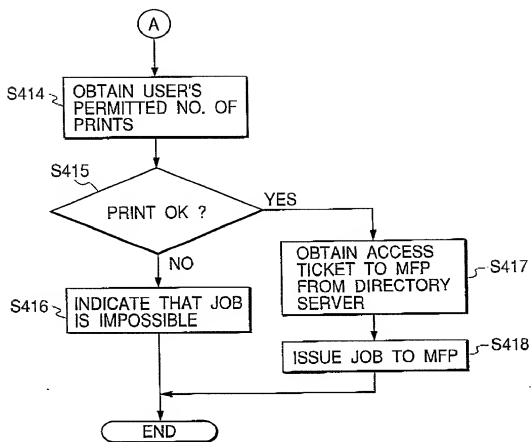 A
S414
OBTAIN USER'S
PERMITTED NO. OF
PRINTS
S415
PRINT OK ?
YES
NO
S416
INDICATE THAT JOB
IS IMPOSSIBLE
OBTAIN ACCESS
TICKET TO MFP
FROM DIRECTORY
SERVER
S417
ISSUE JOB TO MFP
S418
END